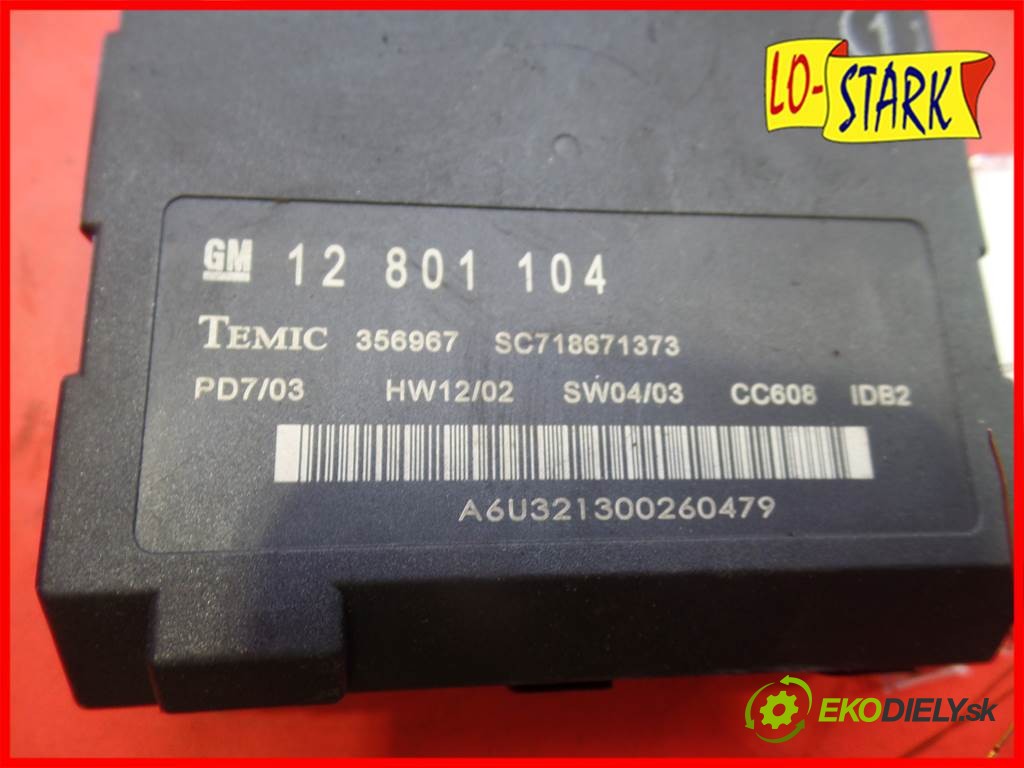 1
LO-STARK
GM 12 801 104
TEMIC 356967 SC718671373
PD7/03 HW12/02 SW04/03 CC608 IDB2
A6U321300260479
EKODIELY.sk